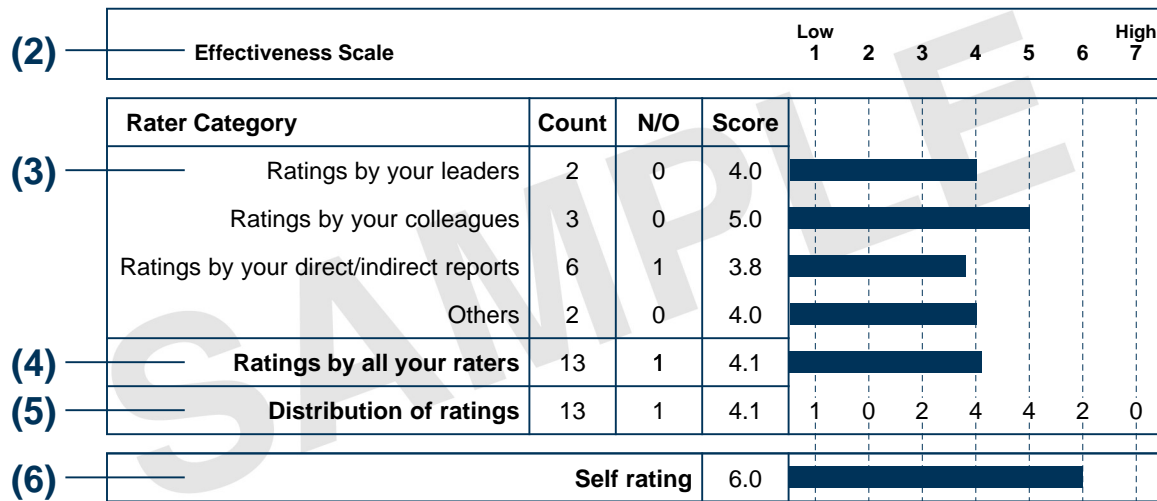 Low High
(2) Effectiveness Scale 1 2 3 4 5 6 7
Rater Category Count N/O Score
(3) Ratings by your leaders 2 0 4.0
Ratings by your colleagues 3 0 5.0
Ratings by your direct/indirect reports 6 1 3.8
Others 2 0 4.0
(4) Ratings by all your raters 13 1 4.1
(5) Distribution of ratings 13 1 4.1 1 0 2 4 4 2 0
(6) Self rating 6.0
SAMPLE